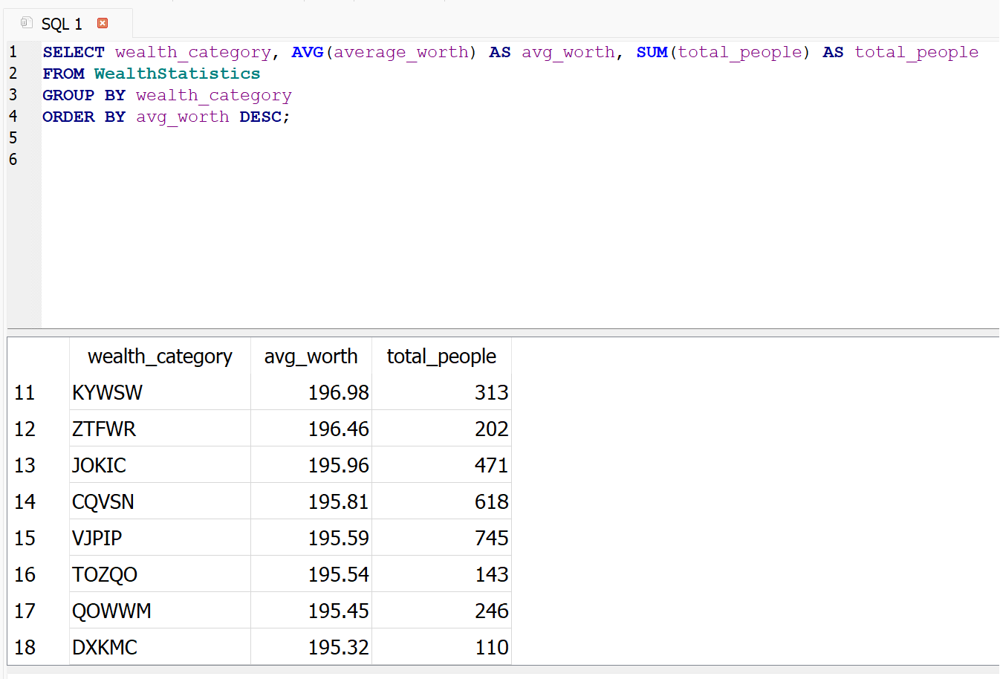 SQL 1
1 SELECT wealth_category, AVG(average_worth) AS avg_worth, SUM(total_people) AS total_people
2 FROM WealthStatistics
3 GROUP BY wealth_category
4 ORDER BY avg_worth DESC;
5
6
wealth_category avg_worth total_people
11 KYWSW 196.98 313
12 ZTFWR 196.46 202
13 JOKIC 195.96 471
14 CQVSN 195.81 618
15 VJPIP 195.59 745
16 TOZQO 195.54 143
17 QOWWM 195.45 246
18 DXKMC 195.32 110